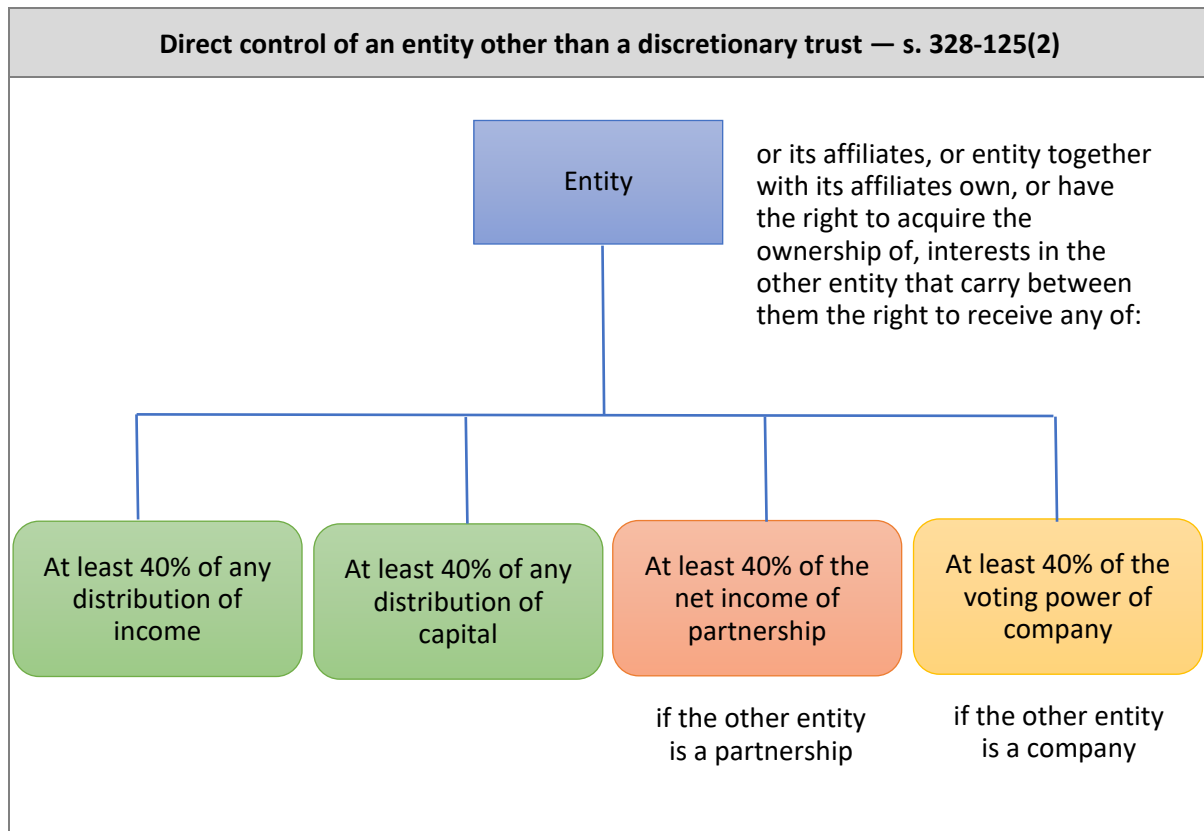 Direct control of an entity other than a discretionary trust — s. 328-125(2)
Entity
or its affiliates, or entity together
with its affiliates own, or have
the right to acquire the
ownership of, interests in the
other entity that carry between
them the right to receive any of:
At least 40% of any
distribution of
income
At least 40% of any
distribution of
capital
At least 40% of the
net income of
partnership
At least 40% of the
voting power of
company
if the other entity
is a partnership
if the other entity
is a company